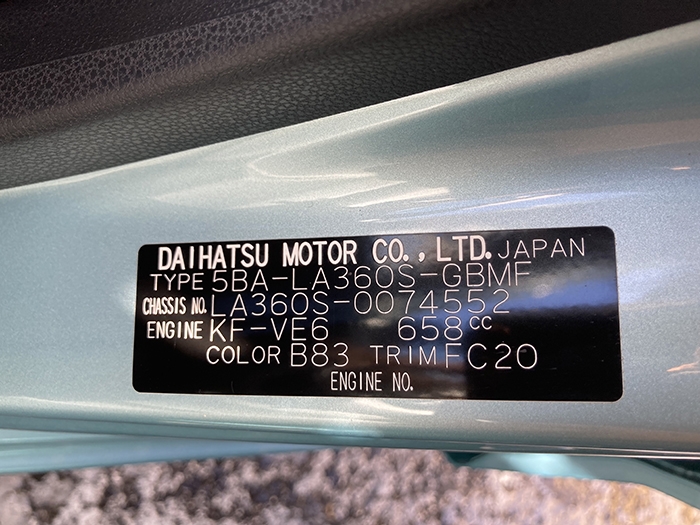 DAIHATSU MOTOR CO., LTD. JAPAN
TYPE 5BA-LA360S-GBMF
CHASSIS NO. LA360S-0074552
ENGINE KF-VE6 658cc
COLOR B83 TRIM FC20
ENGINE NO.